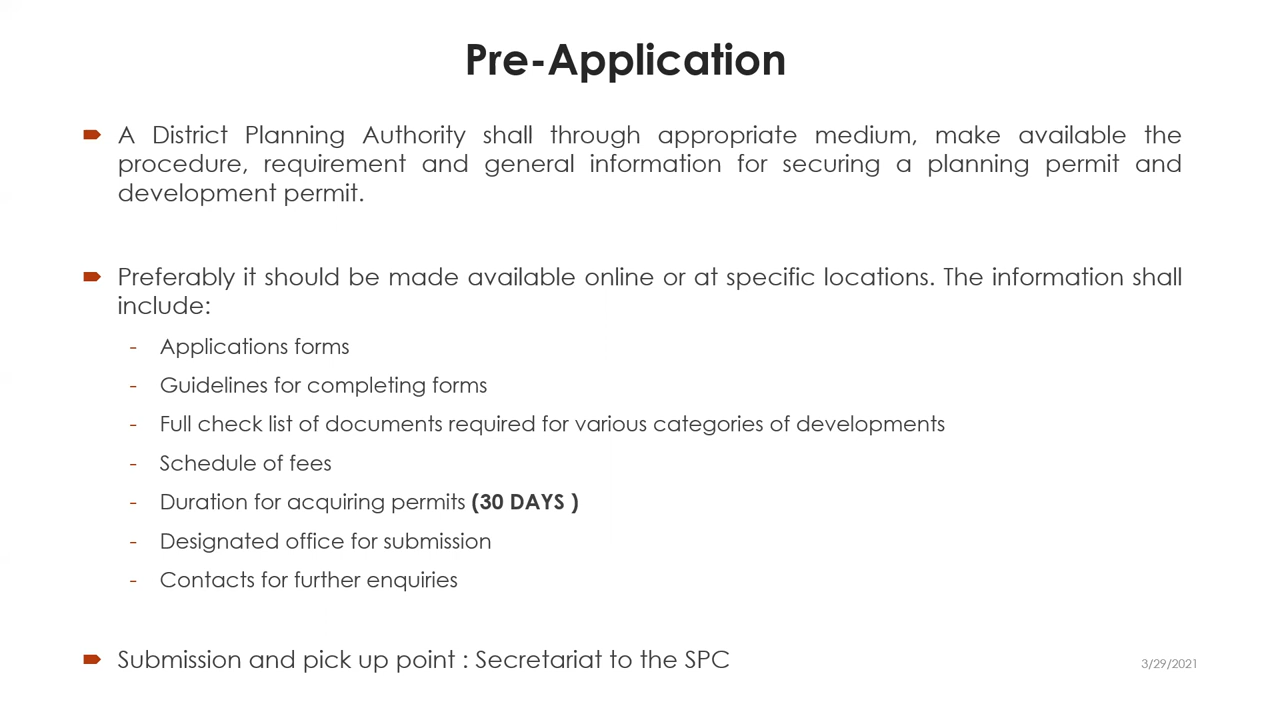 Pre-Application
A District Planning Authority shall through appropriate medium, make available the
procedure, requirement and general information for securing a planning permit and
development permit.
Preferably it should be made available online or at specific locations. The information shall
include:
- Applications forms
- Guidelines for completing forms
- Full check list of documents required for various categories of developments
- Schedule of fees
- Duration for acquiring permits (30 DAYS )
- Designated office for submission
- Contacts for further enquiries
Submission and pick up point : Secretariat to the SPC
3/29/2021